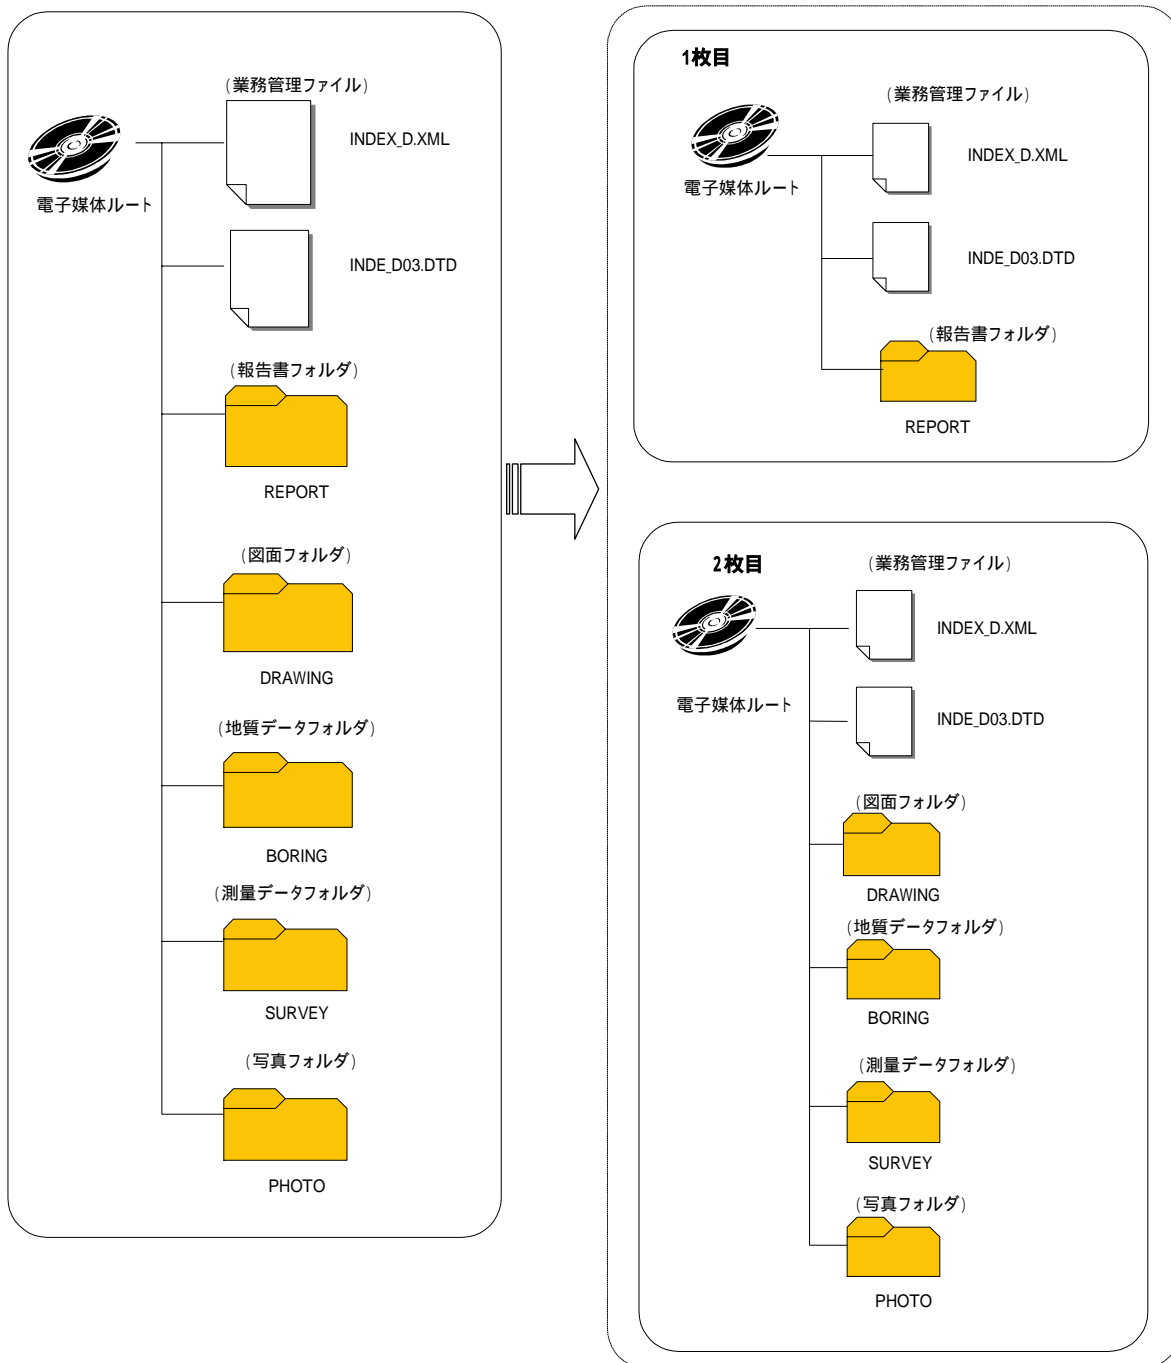 (業務管理ファイル)
INDEX_D.XML
電子媒体ルート
INDE_D03.DTD
(報告書フォルダ)
REPORT
(図面フォルダ)
DRAWING
(地質データフォルダ)
BORING
(測量データフォルダ)
SURVEY
(写真フォルダ)
PHOTO
1枚目
(業務管理ファイル)
INDEX_D.XML
電子媒体ルート
INDE_D03.DTD
(報告書フォルダ)
REPORT
2枚目
(業務管理ファイル)
INDEX_D.XML
電子媒体ルート
INDE_D03.DTD
(図面フォルダ)
DRAWING
(地質データフォルダ)
BORING
(測量データフォルダ)
SURVEY
(写真フォルダ)
PHOTO